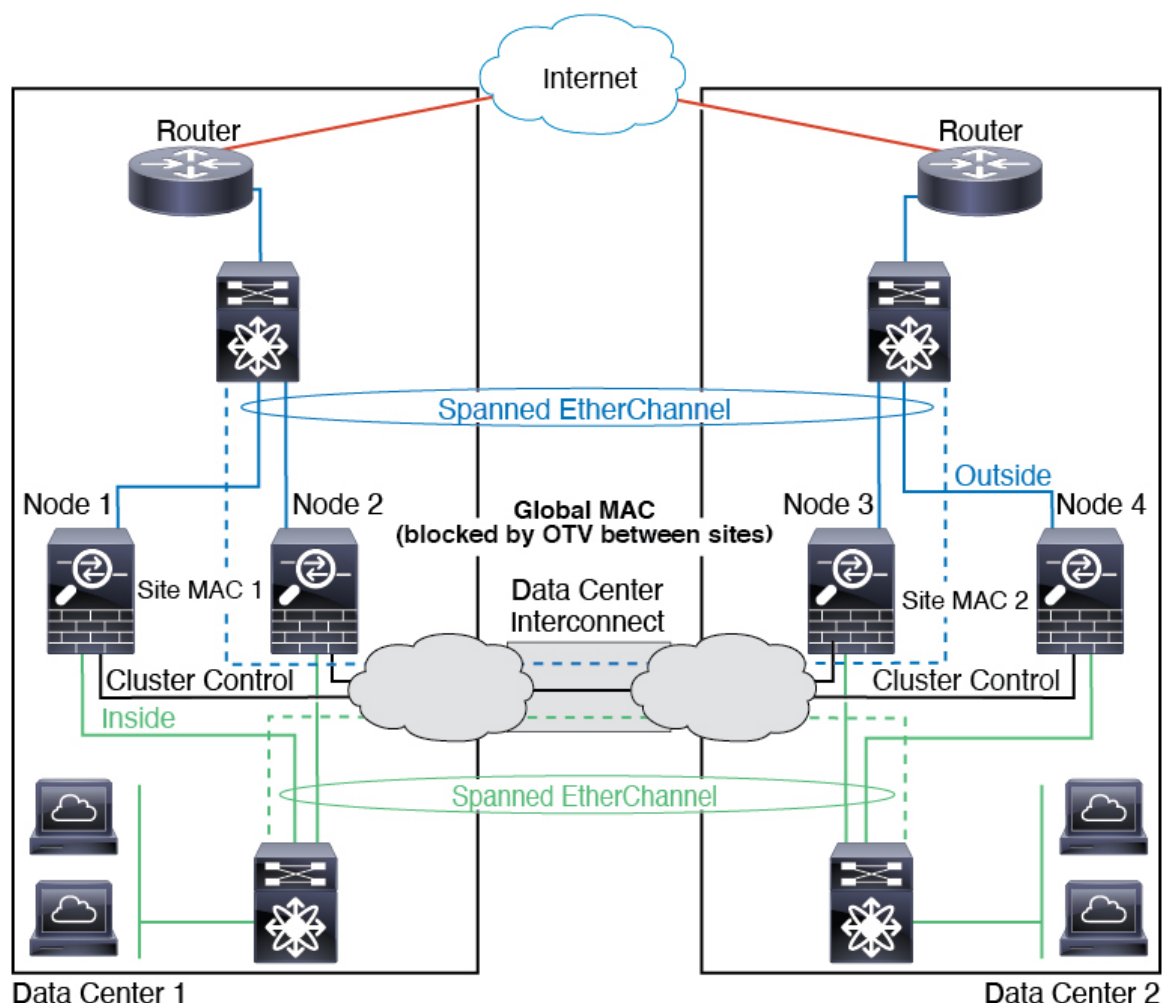 Internet
Router
Router
Spanned EtherChannel
Outside
Node 1
Node 2
Global MAC
(blocked by OTV between sites)
Node 3
Node 4
Site MAC 1
Data Center
Interconnect
Site MAC 2
Cluster Control
Cluster Control
Inside
Spanned EtherChannel
Data Center 1
Data Center 2